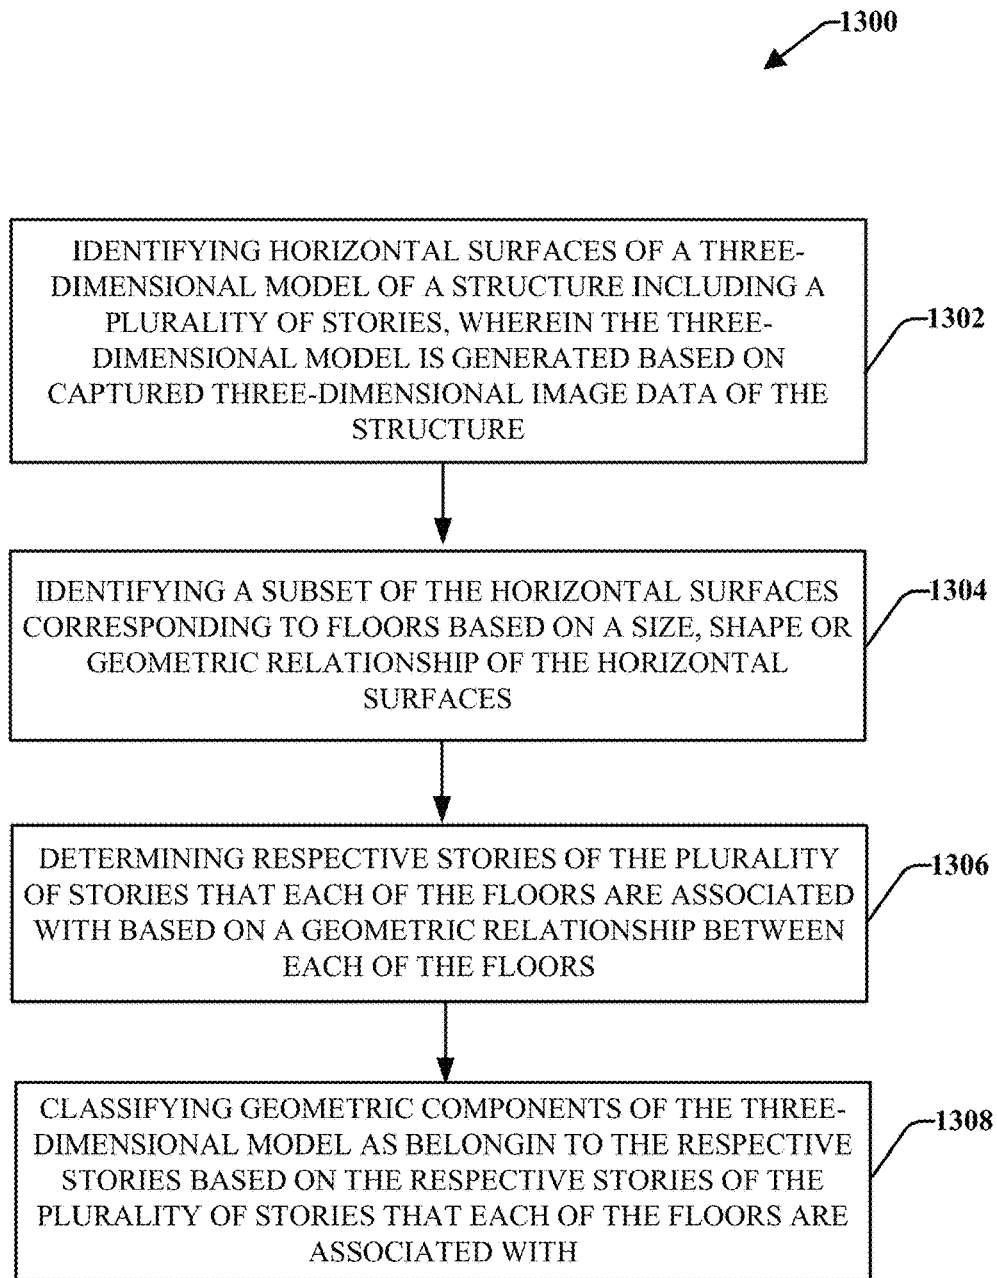 1300
IDENTIFYING HORIZONTAL SURFACES OF A THREE-
DIMENSIONAL MODEL OF A STRUCTURE INCLUDING A
PLURALITY OF STORIES, WHEREIN THE THREE-
DIMENSIONAL MODEL IS GENERATED BASED ON
CAPTURED THREE-DIMENSIONAL IMAGE DATA OF THE
STRUCTURE
1302
IDENTIFYING A SUBSET OF THE HORIZONTAL SURFACES
CORRESPONDING TO FLOORS BASED ON A SIZE, SHAPE OR
GEOMETRIC RELATIONSHIP OF THE HORIZONTAL
SURFACES
1304
DETERMINING RESPECTIVE STORIES OF THE PLURALITY
OF STORIES THAT EACH OF THE FLOORS ARE ASSOCIATED
WITH BASED ON A GEOMETRIC RELATIONSHIP BETWEEN
EACH OF THE FLOORS
1306
CLASSIFYING GEOMETRIC COMPONENTS OF THE THREE-
DIMENSIONAL MODEL AS BELONGIN TO THE RESPECTIVE
STORIES BASED ON THE RESPECTIVE STORIES OF THE
PLURALITY OF STORIES THAT EACH OF THE FLOORS ARE
ASSOCIATED WITH
1308